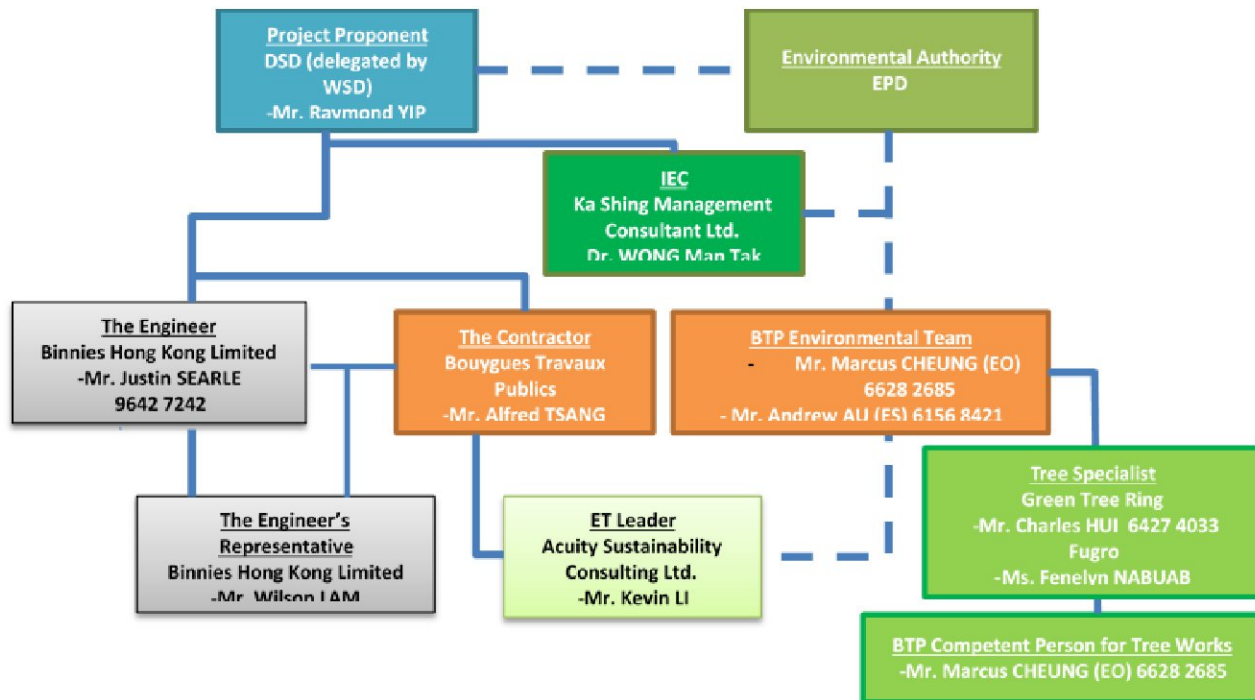 Project Proponent
DSD (delegated by
WSD)
-Mr. Raymond YIP
Environmental Authority
EPD
IEC
Ka Shing Management
Consultant Ltd.
Dr. WONG Man Tak
The Engineer
Binnies Hong Kong Limited
-Mr. Justin SEARLE
9642 7242
The Contractor
Bouygues Travaux
Publics
-Mr. Alfred TSANG
BTP Environmental Team
- Mr. Marcus CHEUNG (EO)
6628 2685
- Mr. Andrew AU (ES) 6156 8421
The Engineer's
Representative
Binnies Hong Kong Limited
-Mr. Wilson LAM
ET Leader
Acuity Sustainability
Consulting Ltd.
-Mr. Kevin LI
Tree Specialist
Green Tree Ring
-Mr. Charles HUI 6427 4033
Fugro
-Ms. Fenelyn NABUAB
BTP Competent Person for Tree Works
-Mr. Marcus CHEUNG (EO) 6628 2685